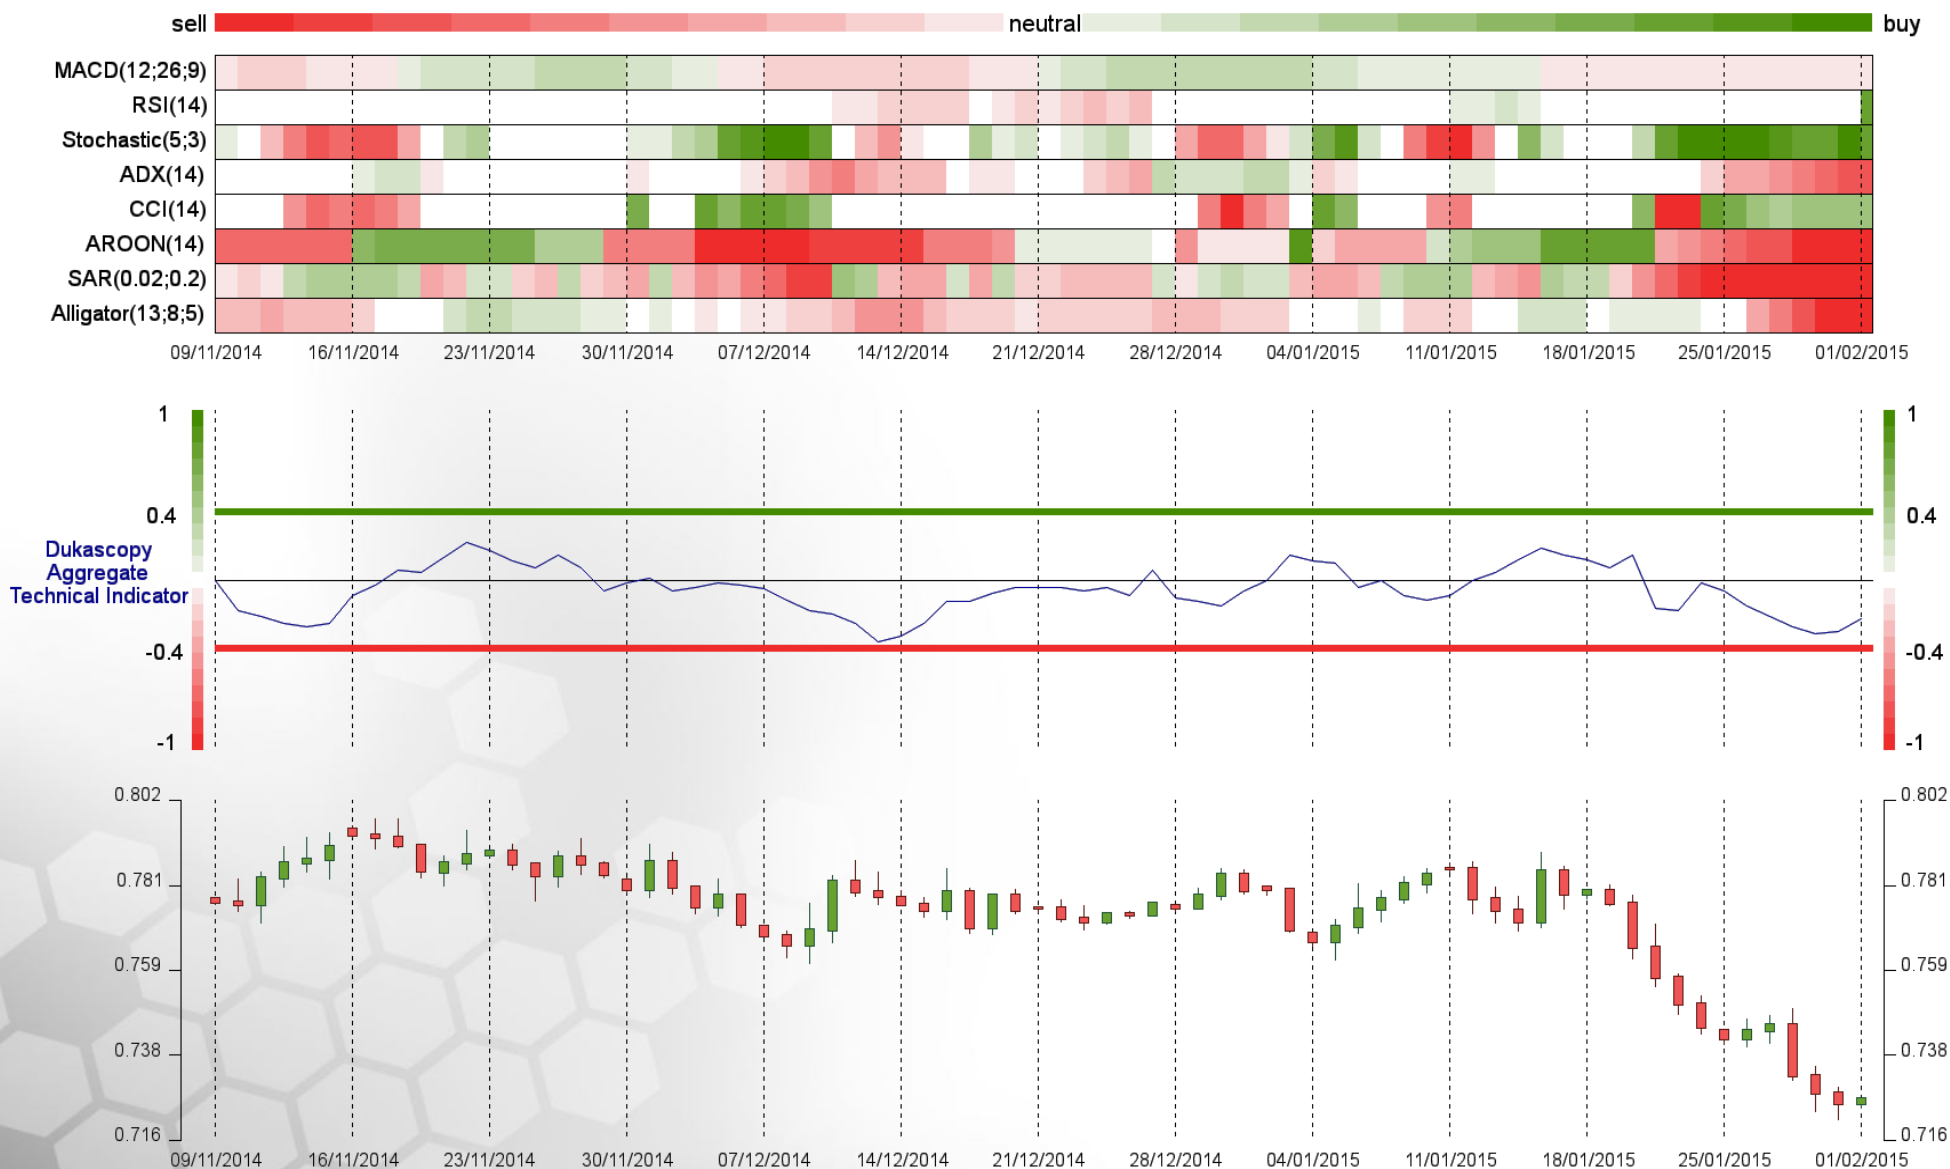 sell neutral buy
MACD(12;26;9)
RSI(14)
Stochastic(5;3)
ADX(14)
CCI(14)
AROON(14)
SAR(0.02;0.2)
Alligator(13;8;5)
09/11/2014 16/11/2014 23/11/2014 30/11/2014 07/12/2014 14/12/2014 21/12/2014 28/12/2014 04/01/2015 11/01/2015 18/01/2015 25/01/2015 01/02/2015
1 1
0.4 0.4
Dukascopy
Aggregate
Technical Indicator
-0.4 -0.4
-1 -1
0.802 0.802
0.781 0.781
0.759 0.759
0.738 0.738
0.716 0.716
09/11/2014 16/11/2014 23/11/2014 30/11/2014 07/12/2014 14/12/2014 21/12/2014 28/12/2014 04/01/2015 11/01/2015 18/01/2015 25/01/2015 01/02/2015